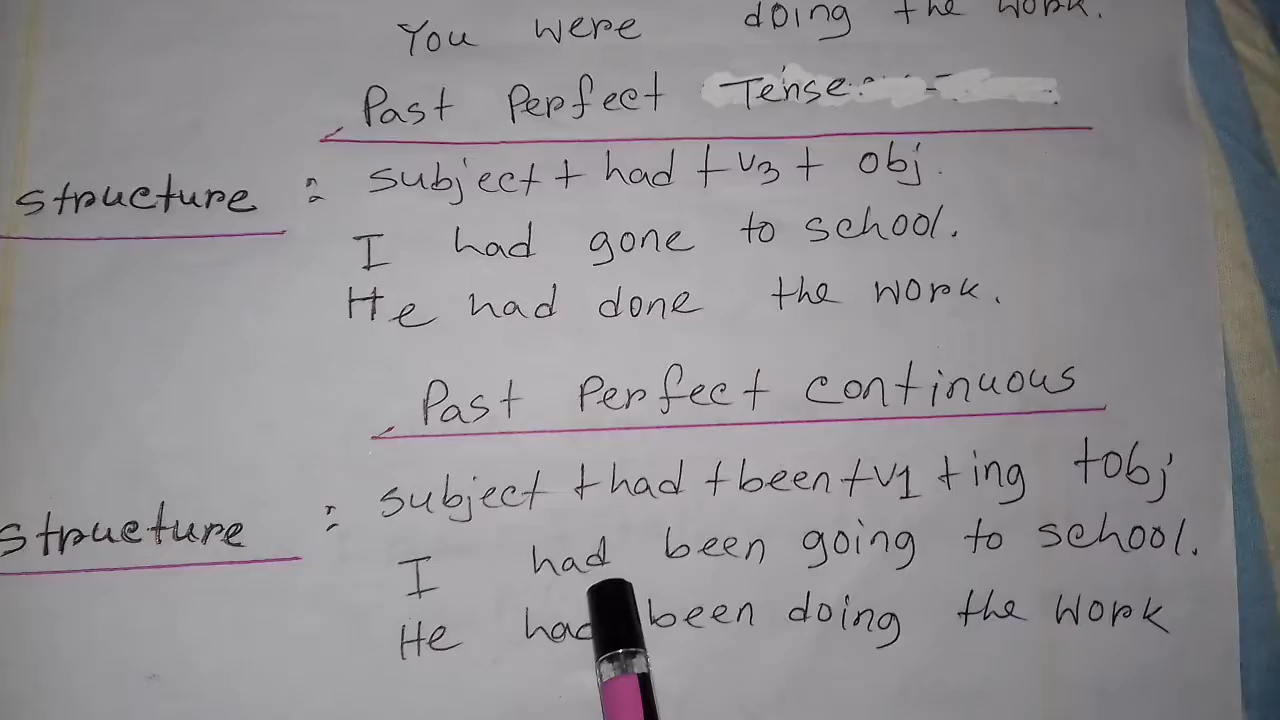 You were doing the work.
Past Perfect Tense
structure : subject + had + v3 + obj.
I had gone to school.
He had done the work.
Past Perfect continuous
structure : subject + had + been + v1 + ing + obj
I had been going to school.
He had been doing the work